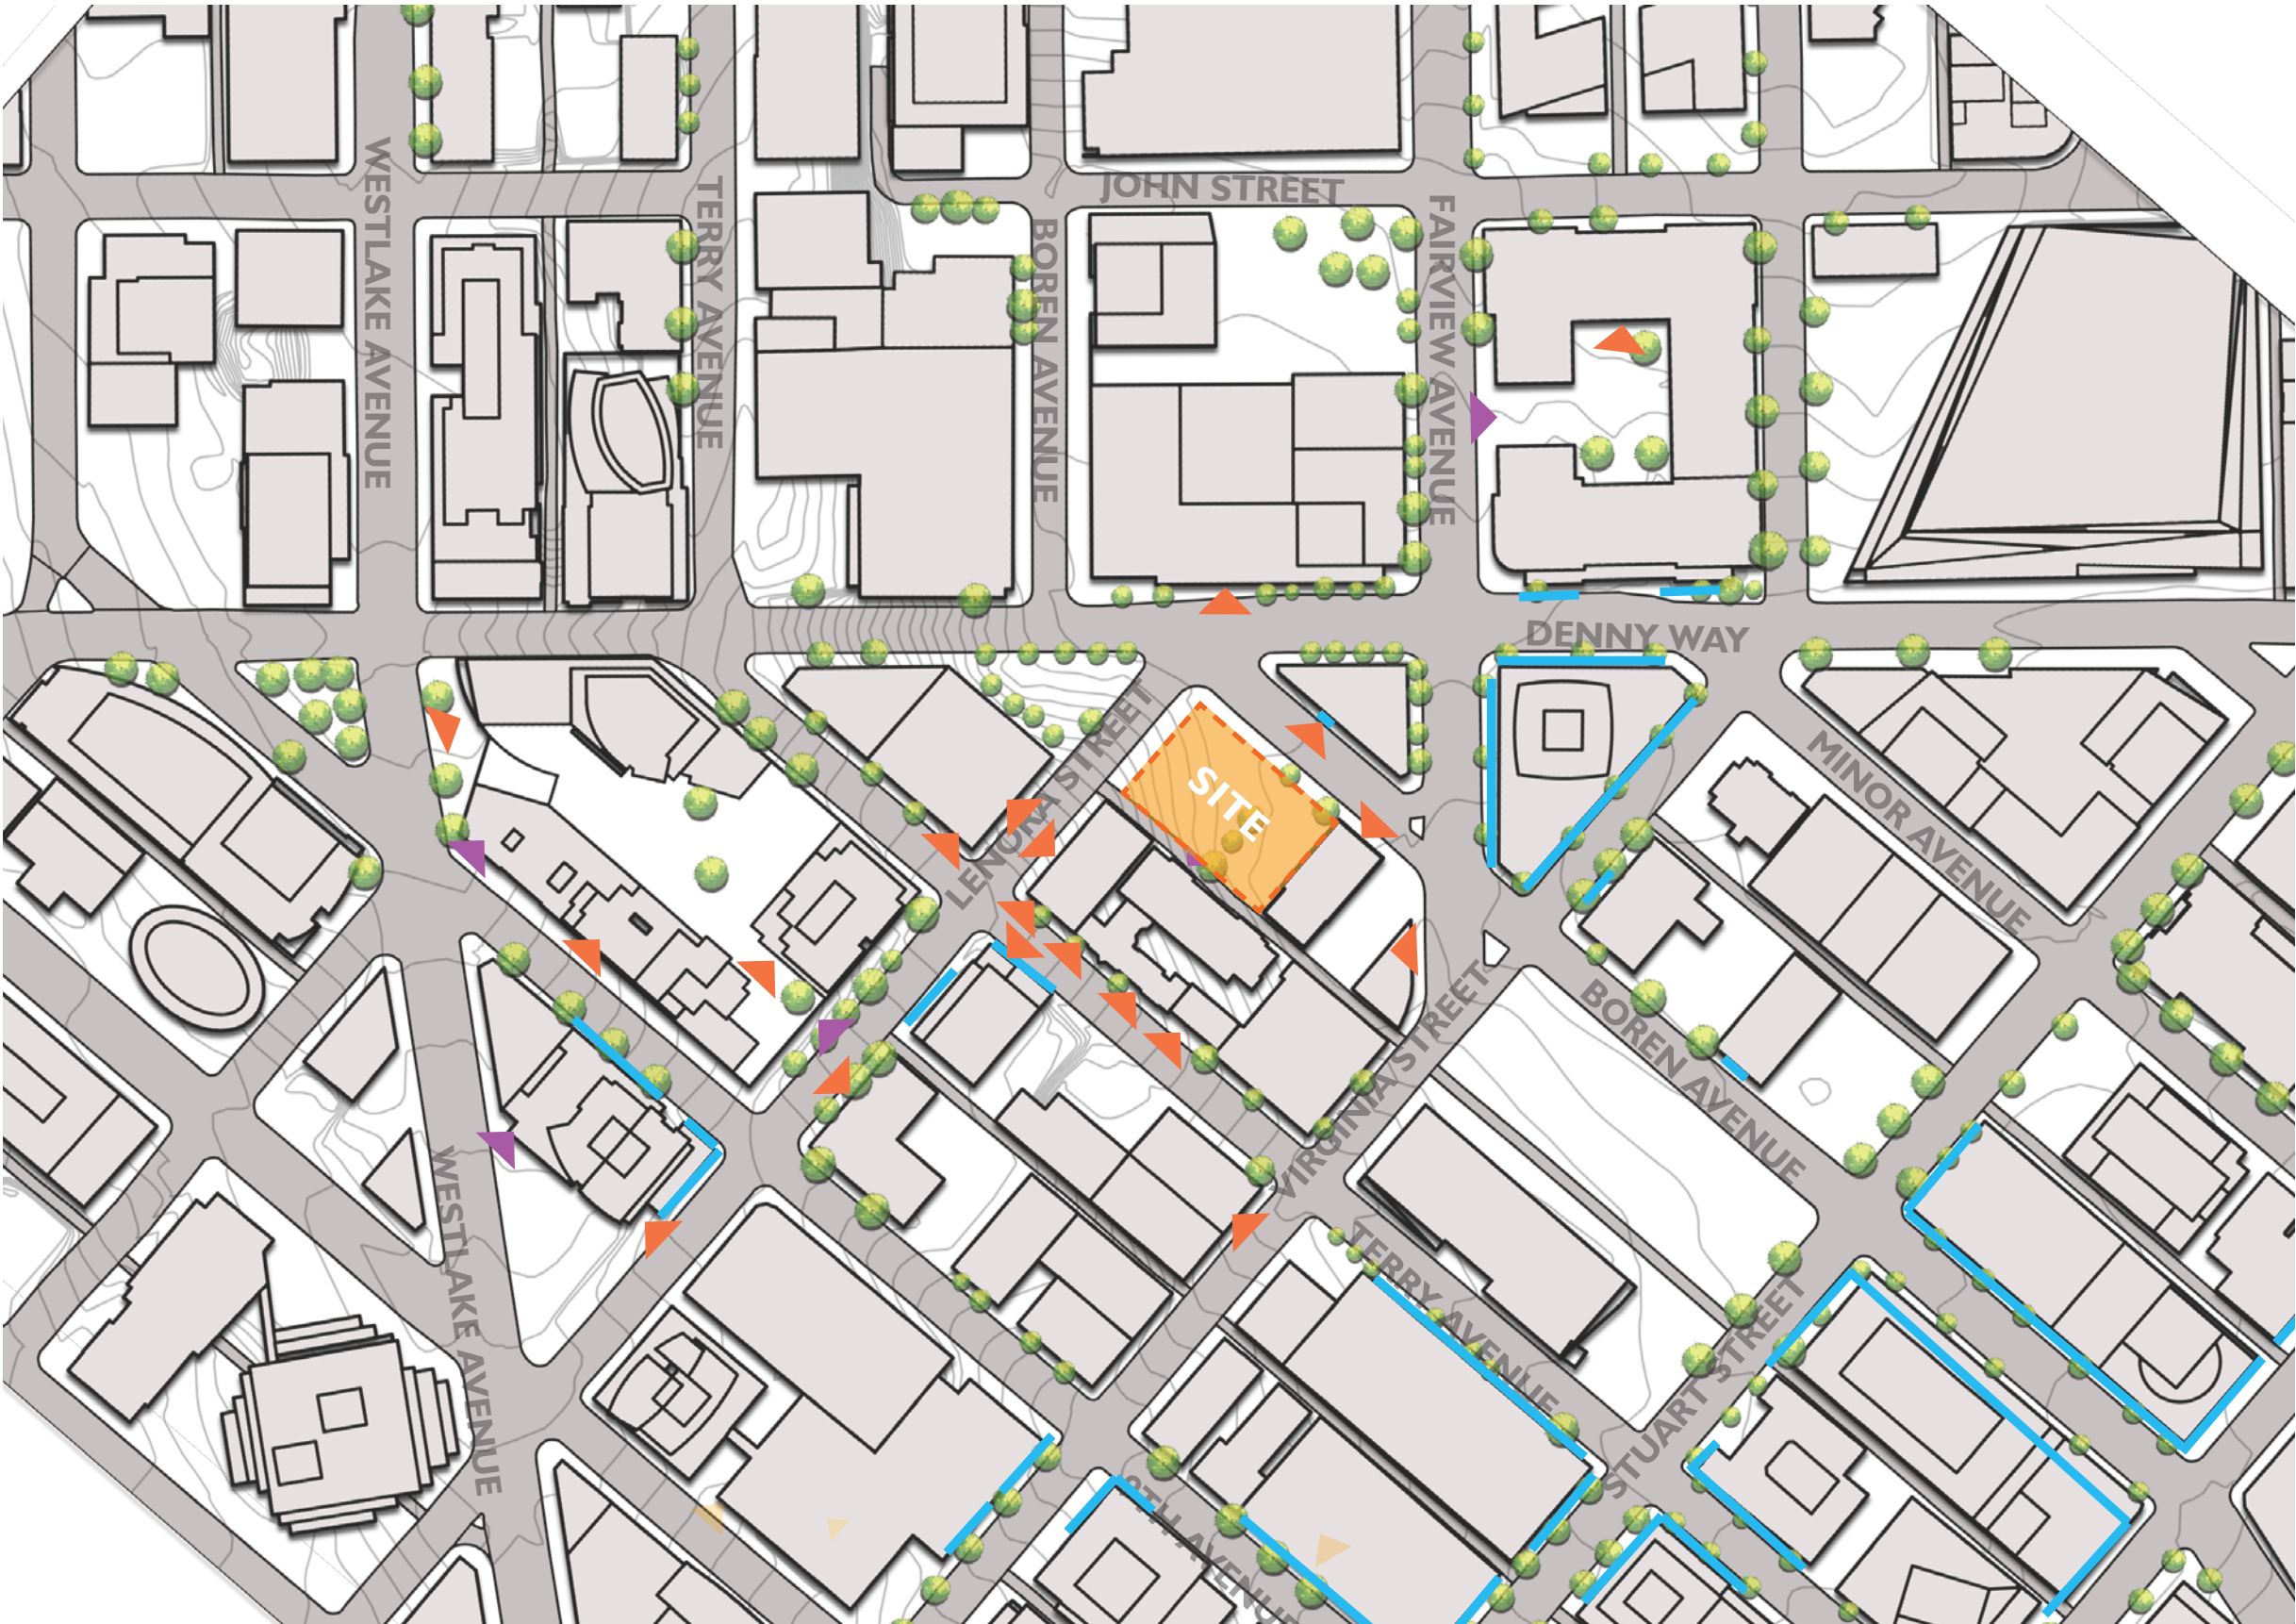 JOHN STREET
WESTLAKE AVENUE
TERRY AVENUE
BOREN AVENUE
FAIRVIEW AVENUE
DENNY WAY
LENORA STREET
SITE
MINOR AVENUE
VIRGINIA STREET
BOREN AVENUE
WESTLAKE AVENUE
TERRY AVENUE
STUART STREET
9TH AVENUE